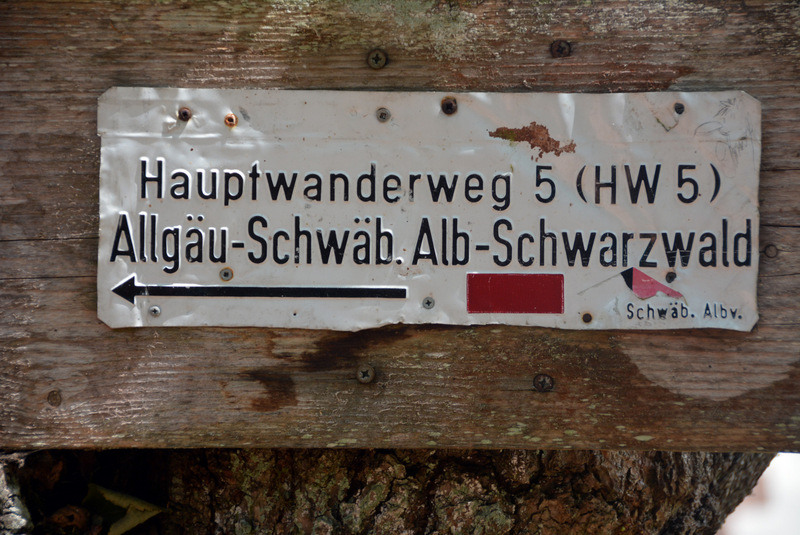 Hauptwanderweg 5 (HW 5)
Allgäu-Schwäb. Alb-Schwarzwald
Schwäb. Albv.